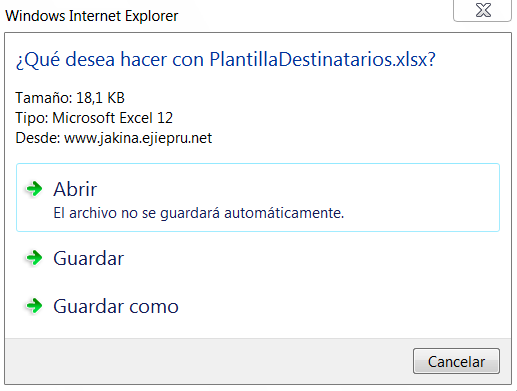 Windows Internet Explorer
¿Qué desea hacer con PlantillaDestinatarios.xlsx?
Tamaño: 18,1 KB
Tipo: Microsoft Excel 12
Desde: www.jakina.ejiepru.net
Abrir
El archivo no se guardará automáticamente.
Guardar
Guardar como
Cancelar